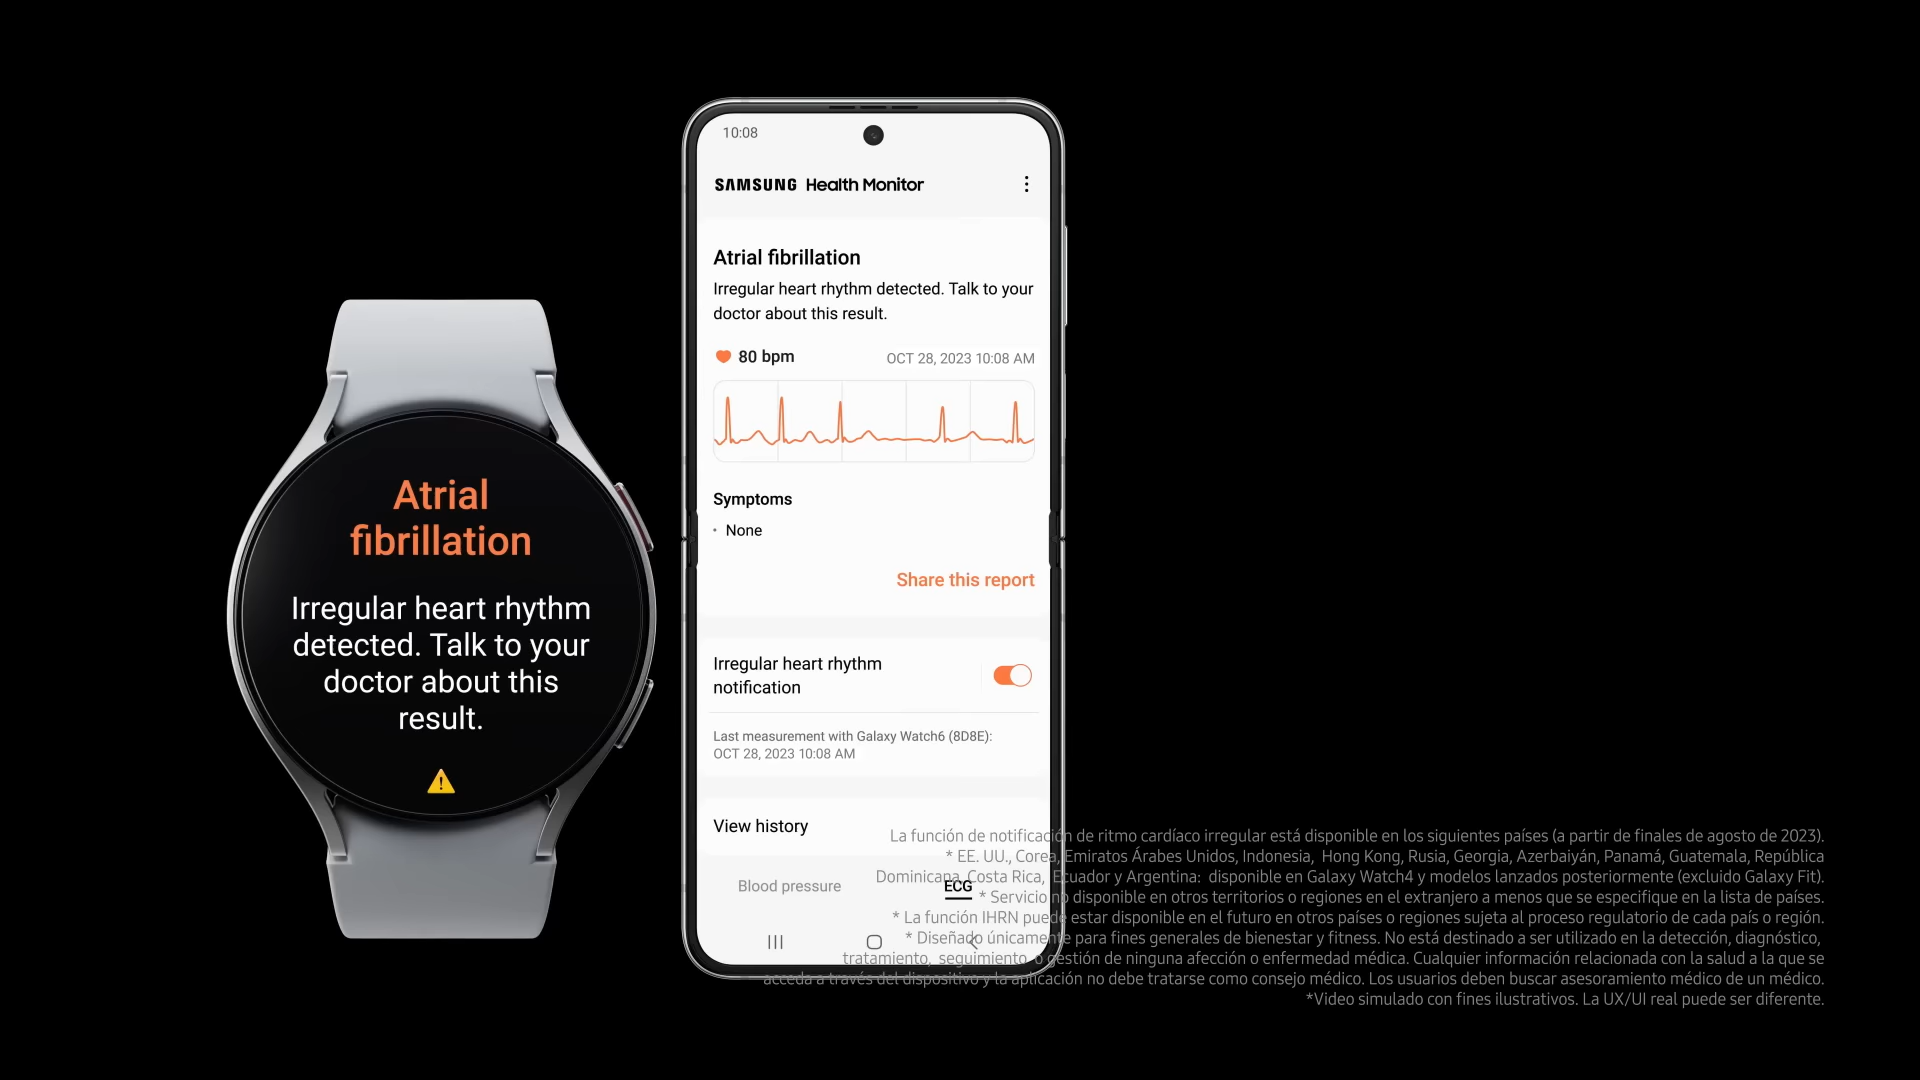 Atrial
fibrillation
Irregular heart rhythm
detected. Talk to your
doctor about this
result.
10:08
SAMSUNG Health Monitor
Atrial fibrillation
Irregular heart rhythm detected. Talk to your
doctor about this result.
80 bpm
OCT 28, 2023 10:08 AM
Symptoms
• None
Share this report
Irregular heart rhythm
notification
Last measurement with Galaxy Watch6 (8D8E):
OCT 28, 2023 10:08 AM
View history
Blood pressure
ECG
La función de notificación de ritmo cardíaco irregular está disponible en los siguientes países (a partir de finales de agosto de 2023).
* EE. UU., Corea, Emiratos Árabes Unidos, Indonesia, Hong Kong, Rusia, Georgia, Azerbaiyán, Panamá, Guatemala, República
Dominicana, Costa Rica, Ecuador y Argentina: disponible en Galaxy Watch4 y modelos lanzados posteriormente (excluido Galaxy Fit).
* Servicio no disponible en otros territorios o regiones en el extranjero a menos que se especifique en la lista de países.
* La función IHRN puede estar disponible en el futuro en otros países o regiones sujeta al proceso regulatorio de cada país o región.
* Diseñado únicamente para fines generales de bienestar y fitness. No está destinado a ser utilizado en la detección, diagnóstico,
tratamiento, seguimiento o gestión de ninguna afección o enfermedad médica. Cualquier información relacionada con la salud a la que se
acceda a través del dispositivo y la aplicación no debe tratarse como consejo médico. Los usuarios deben buscar asesoramiento médico de un médico.
*Video simulado con fines ilustrativos. La UX/UI real puede ser diferente.